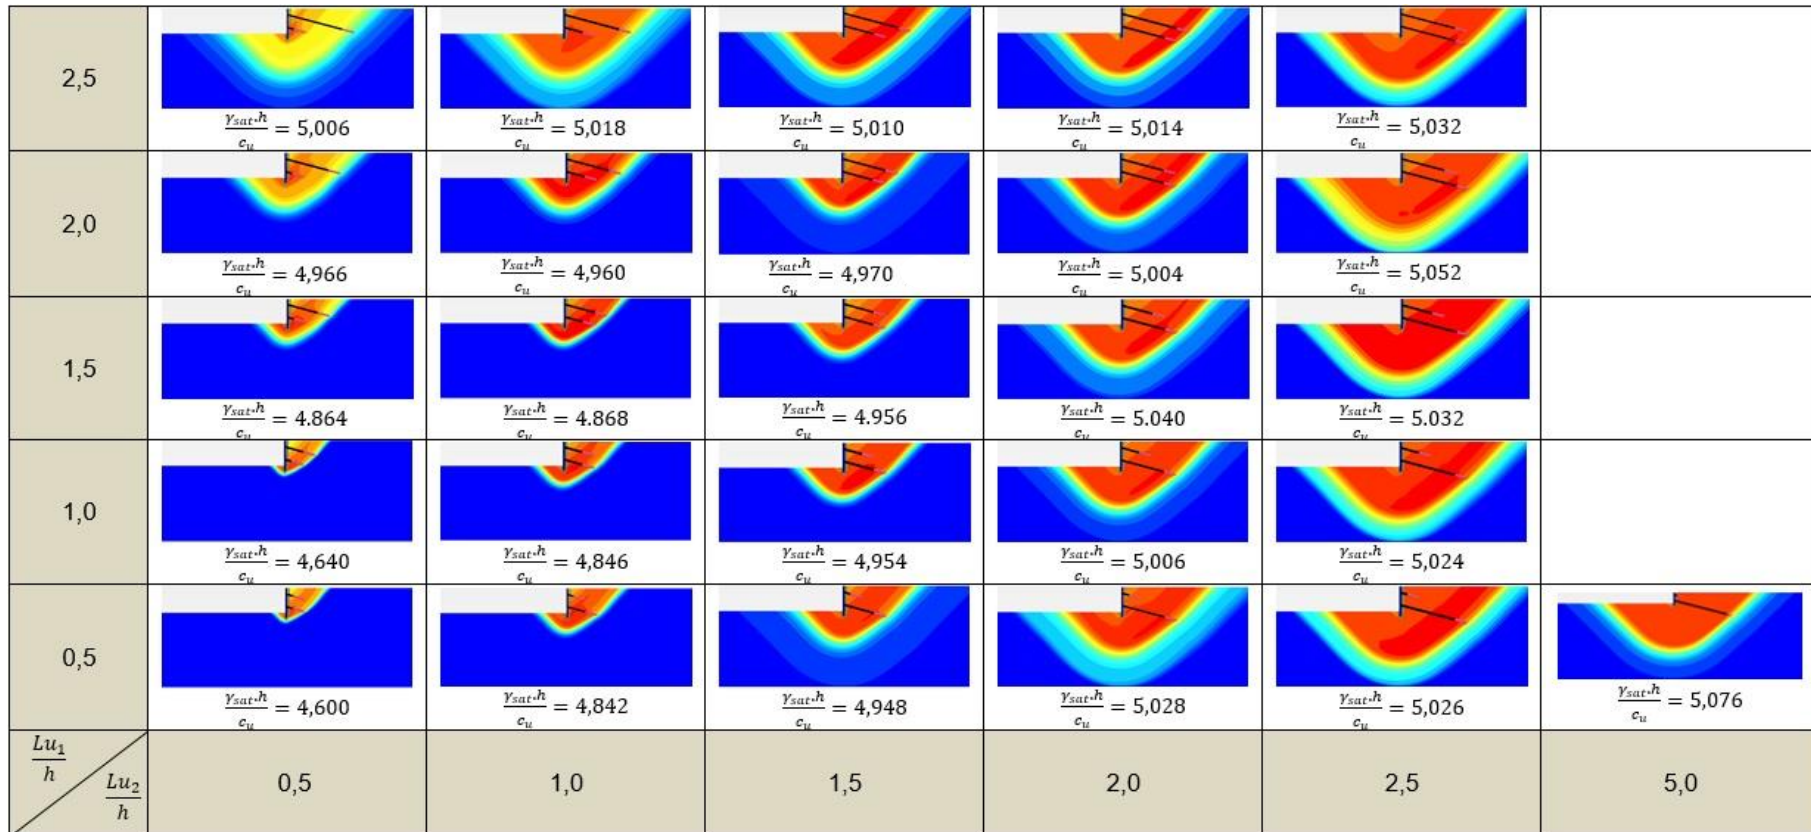 2,5
γsat.h/cu = 5,006
γsat.h/cu = 5,018
γsat.h/cu = 5,010
γsat.h/cu = 5,014
γsat.h/cu = 5,032
2,0
γsat.h/cu = 4,966
γsat.h/cu = 4,960
γsat.h/cu = 4,970
γsat.h/cu = 5,004
γsat.h/cu = 5,052
1,5
γsat.h/cu = 4.864
γsat.h/cu = 4.868
γsat.h/cu = 4.956
γsat.h/cu = 5.040
γsat.h/cu = 5.032
1,0
γsat.h/cu = 4,640
γsat.h/cu = 4,846
γsat.h/cu = 4,954
γsat.h/cu = 5,006
γsat.h/cu = 5,024
0,5
γsat.h/cu = 4,600
γsat.h/cu = 4,842
γsat.h/cu = 4,948
γsat.h/cu = 5,028
γsat.h/cu = 5,026
γsat.h/cu = 5,076
Lu1/h
Lu2/h
0,5
1,0
1,5
2,0
2,5
5,0